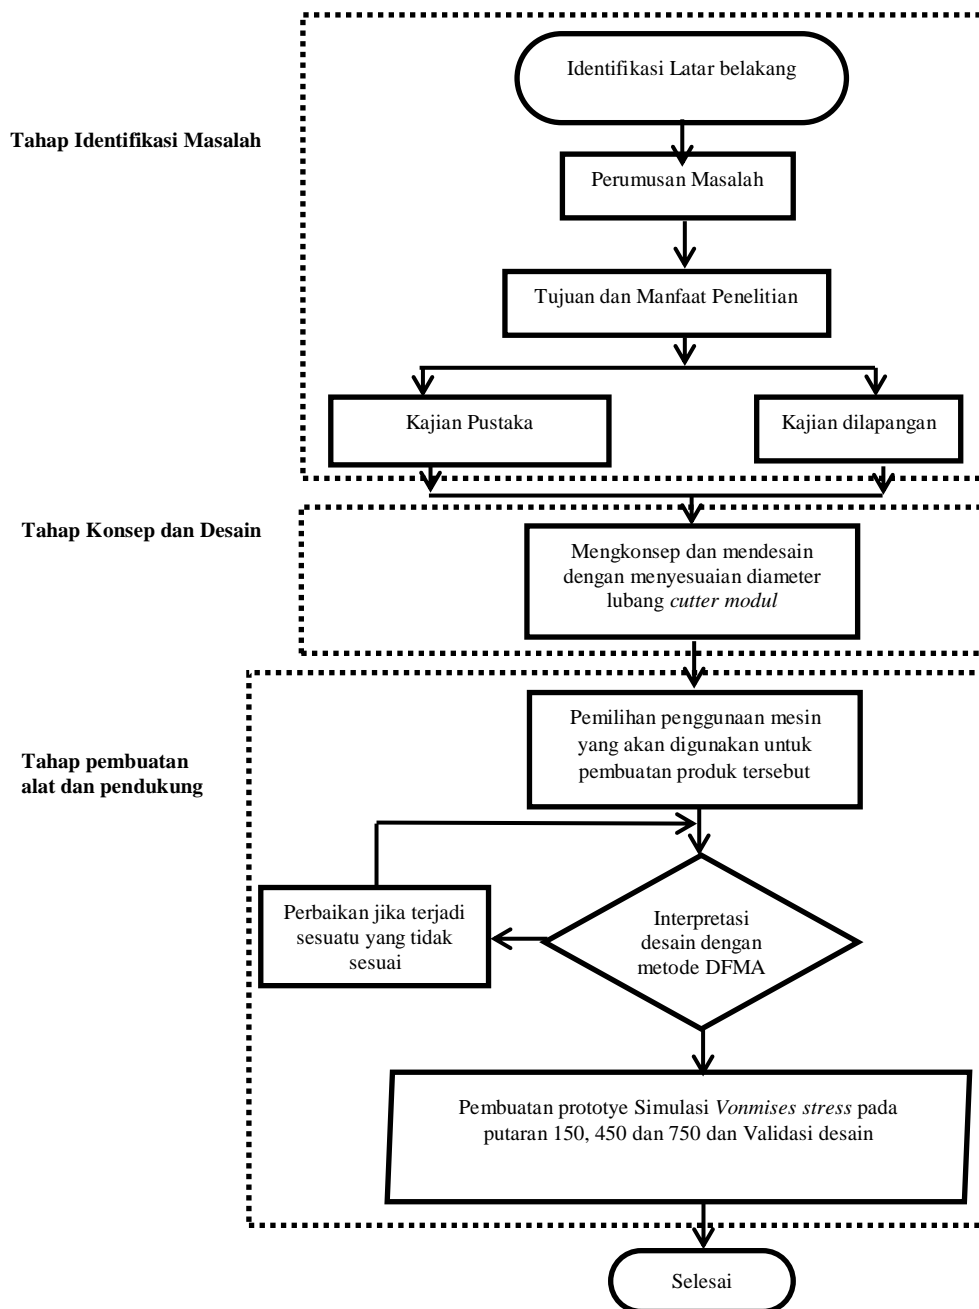 Identifikasi Latar belakang
Tahap Identifikasi Masalah
Perumusan Masalah
Tujuan dan Manfaat Penelitian
Kajian Pustaka
Kajian dilapangan
Tahap Konsep dan Desain
Mengkonsep dan mendesain
dengan menyesuaian diameter
lubang cutter modul
Pemilihan penggunaan mesin
yang akan digunakan untuk
pembuatan produk tersebut
Tahap pembuatan
alat dan pendukung
Perbaikan jika terjadi
sesuatu yang tidak
sesuai
Interpretasi
desain dengan
metode DFMA
Pembuatan prototye Simulasi Vonmises stress pada
putaran 150, 450 dan 750 dan Validasi desain
Selesai